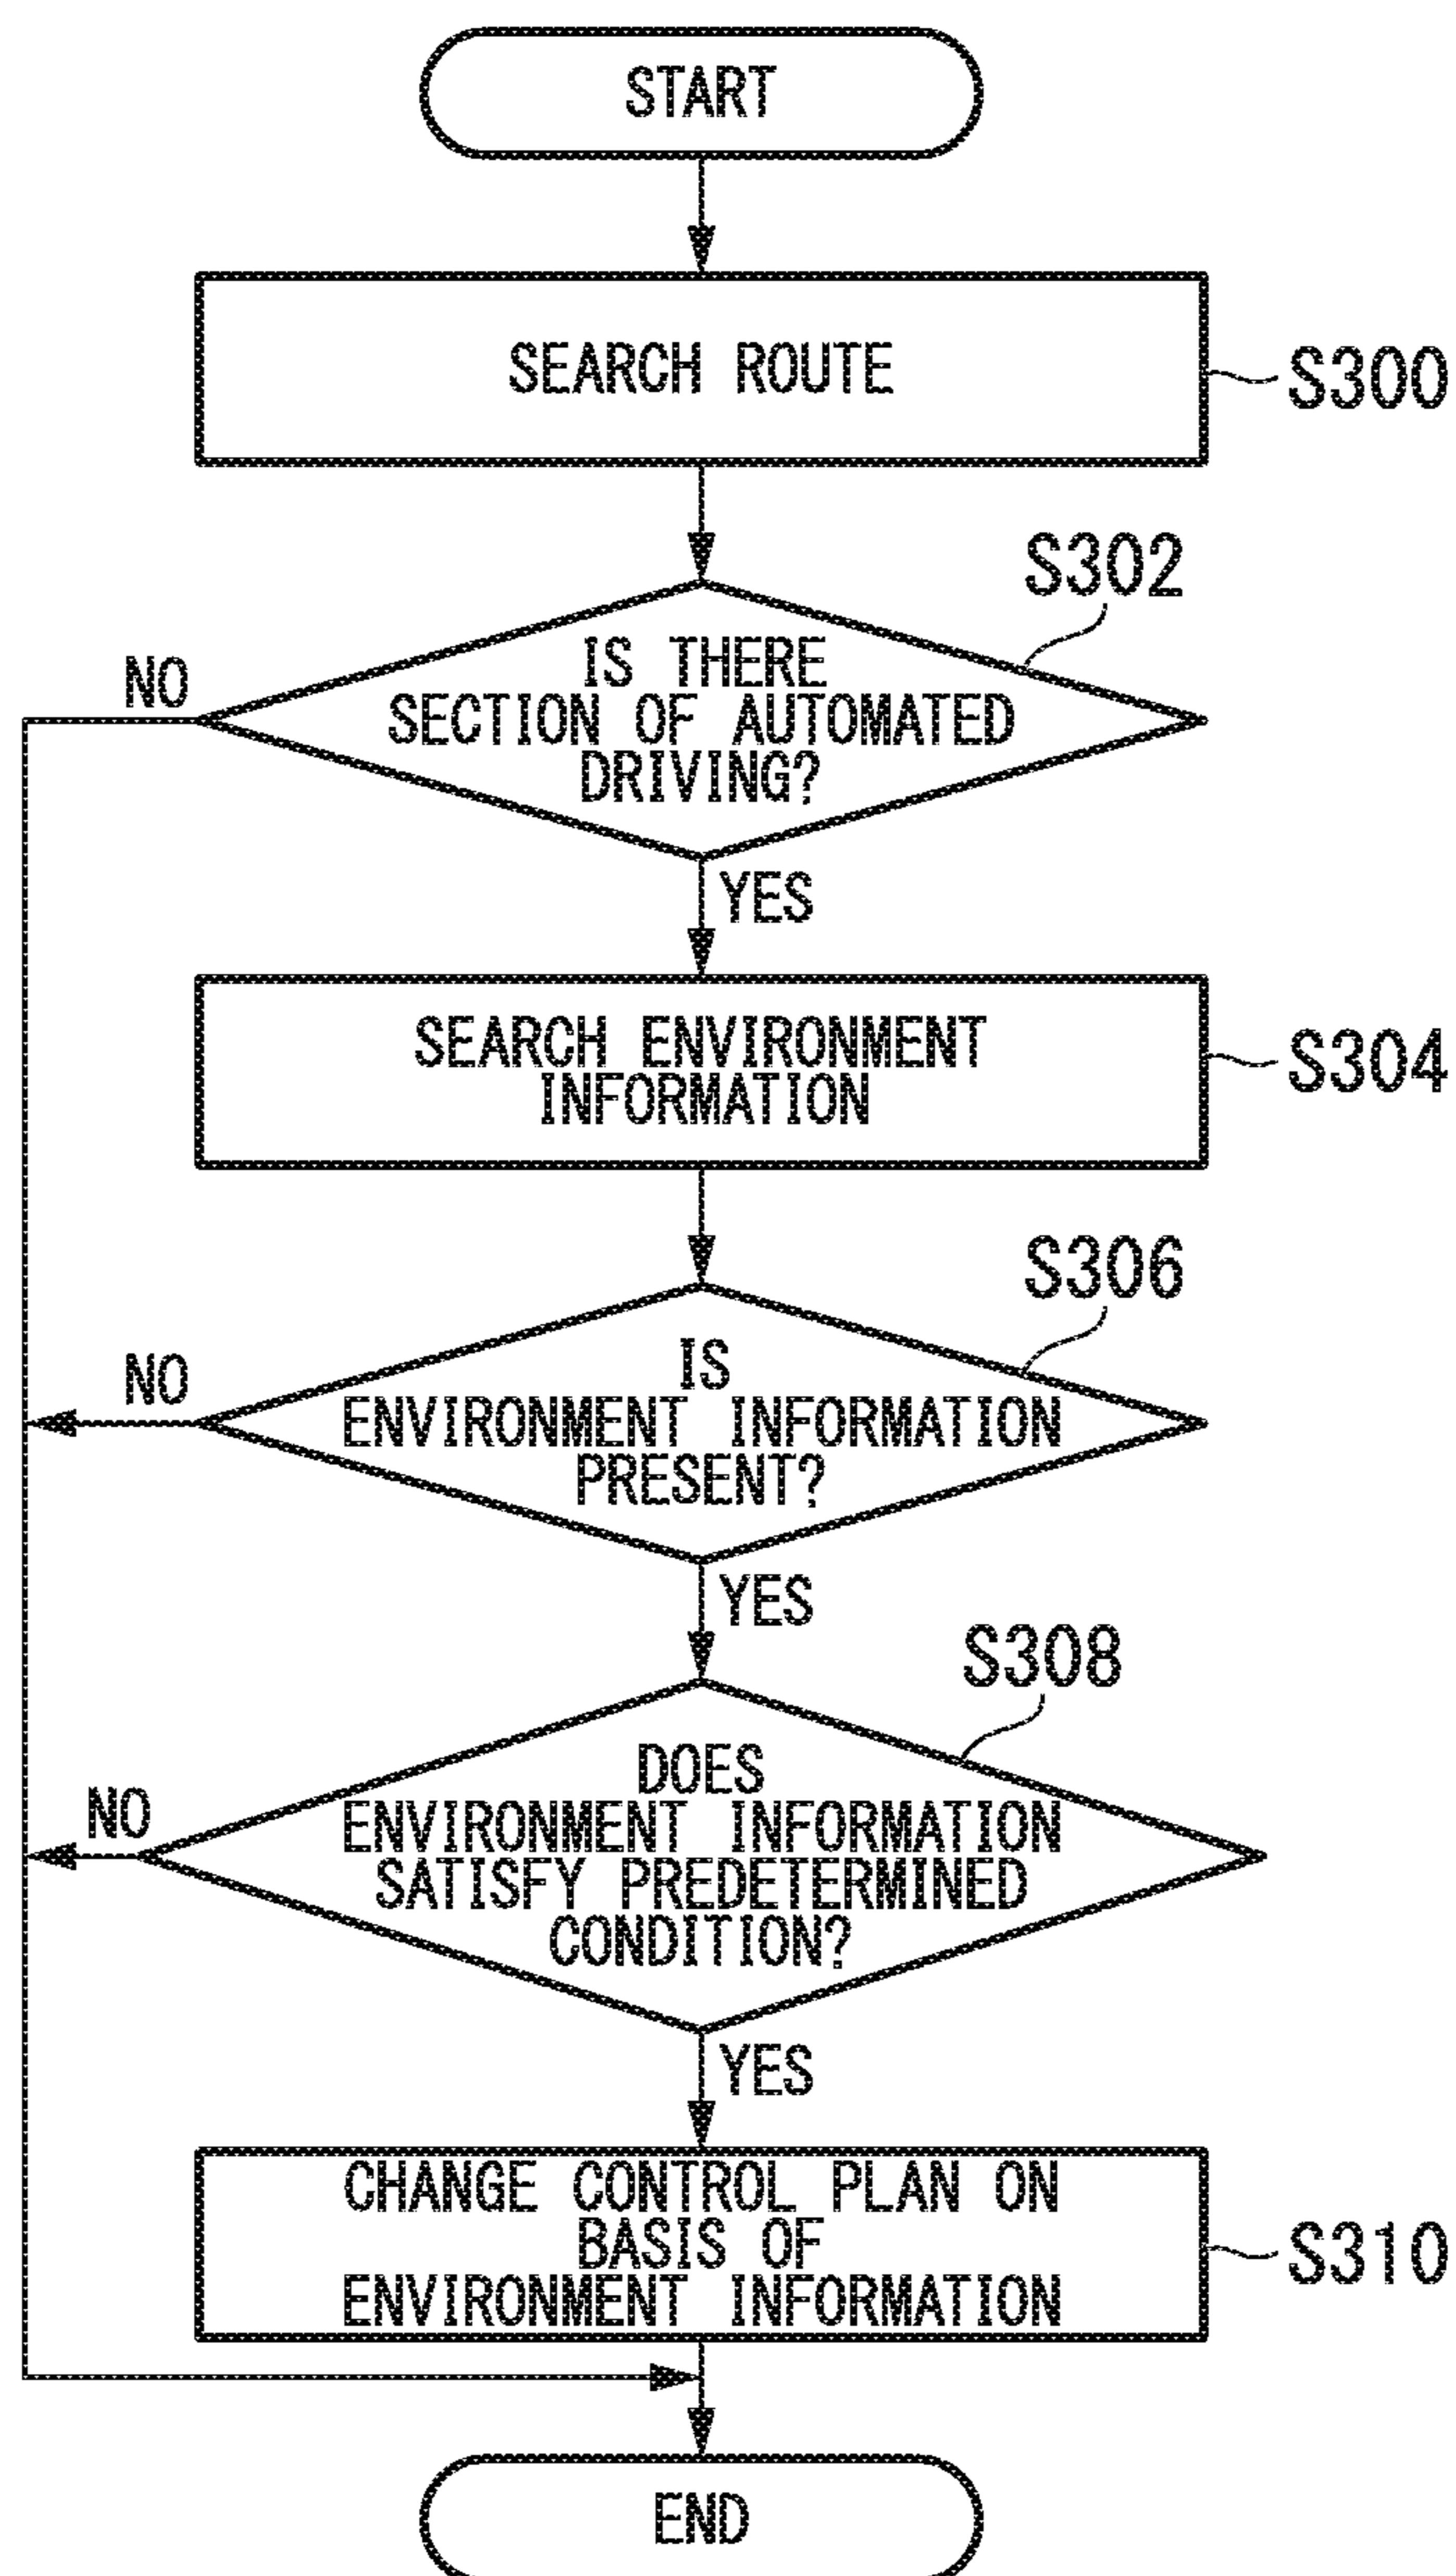 START
SEARCH ROUTE
S300
S302
IS THERE
SECTION OF AUTOMATED
DRIVING?
NO
YES
SEARCH ENVIRONMENT
INFORMATION
S304
S306
IS
ENVIRONMENT INFORMATION
PRESENT?
NO
YES
S308
DOES
ENVIRONMENT INFORMATION
SATISFY PREDETERMINED
CONDITION?
NO
YES
CHANGE CONTROL PLAN ON
BASIS OF
ENVIRONMENT INFORMATION
S310
END